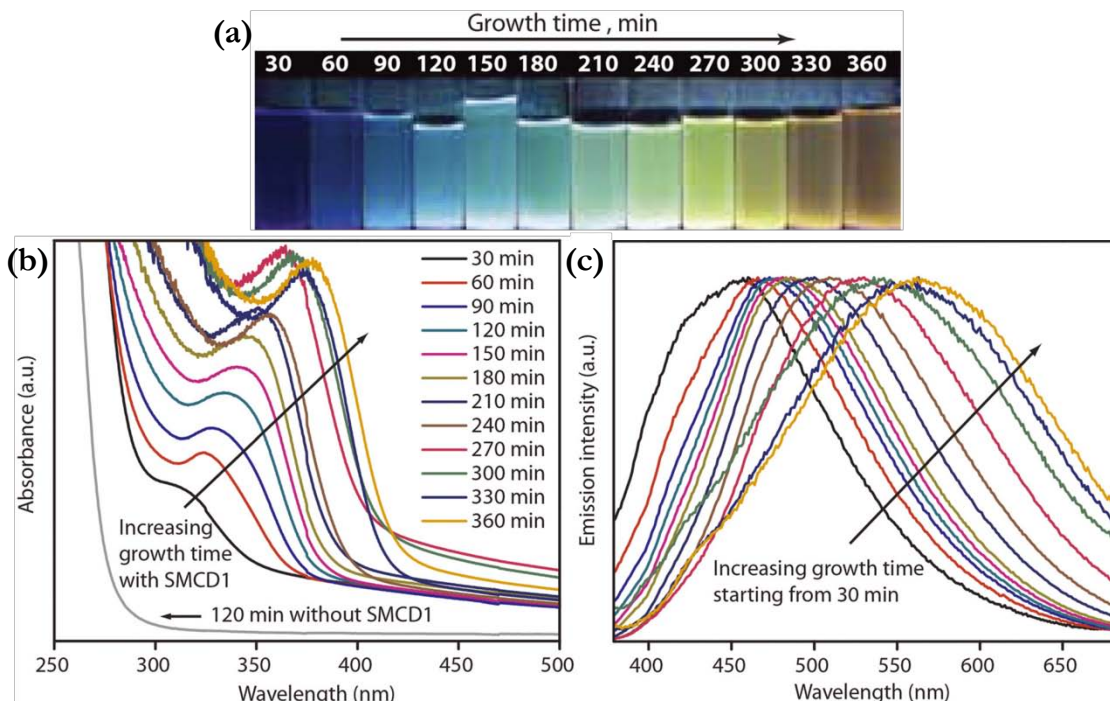 (a)
Growth time , min
30 60 90 120 150 180 210 240 270 300 330 360
(b)
Absorbance (a.u.)
30 min
60 min
90 min
120 min
150 min
180 min
210 min
240 min
270 min
300 min
330 min
360 min
Increasing
growth time
with SMCD1
120 min without SMCD1
250 300 350 400 450 500
Wavelength (nm)
(c)
Emission intensity (a.u.)
Increasing growth time
starting from 30 min
400 450 500 550 600 650
Wavelength (nm)